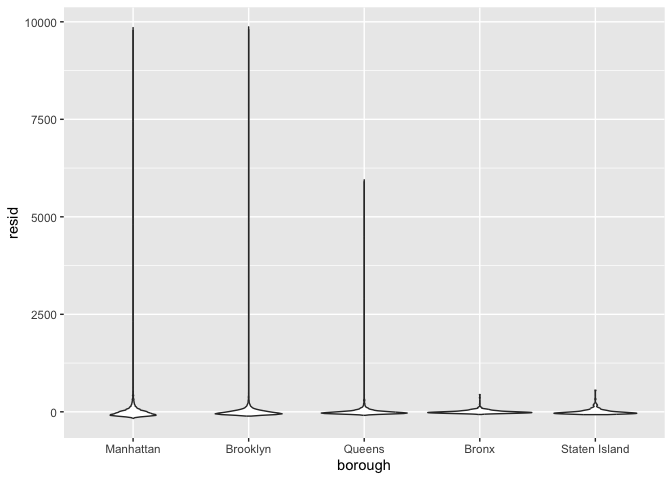 10000
7500
5000
2500
0
resid
Manhattan Brooklyn Queens Bronx Staten Island
borough